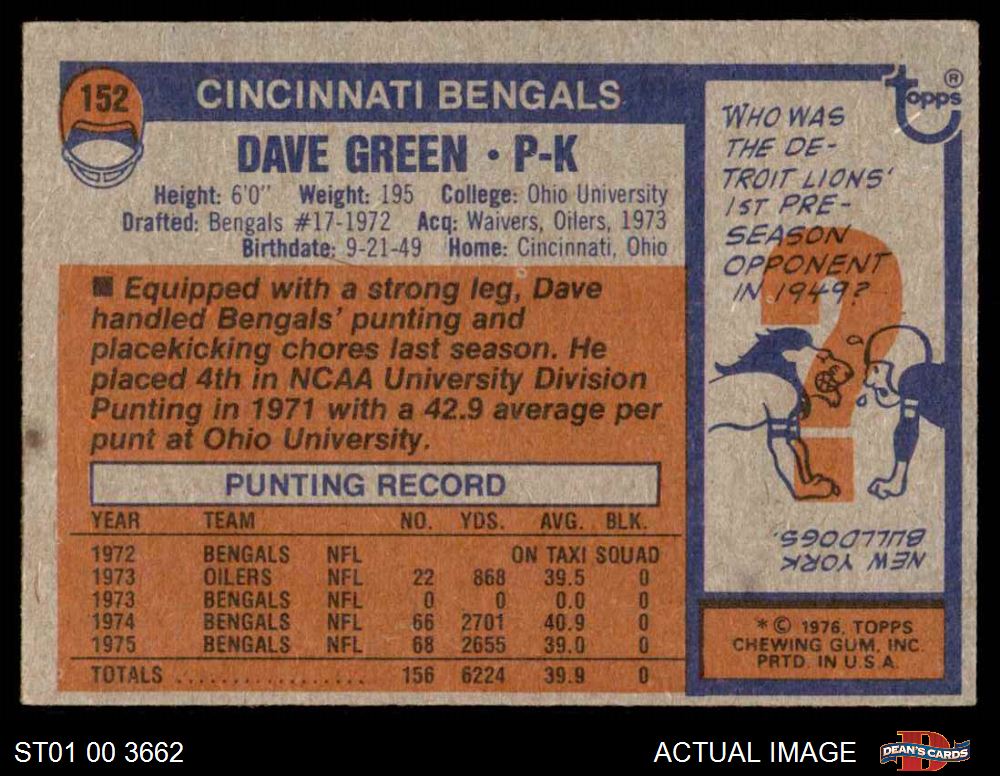 152
CINCINNATI BENGALS
DAVE GREEN • P-K
Height: 6'0" Weight: 195 College: Ohio University
Drafted: Bengals #17-1972 Acq: Waivers, Oilers, 1973
Birthdate: 9-21-49 Home: Cincinnati, Ohio
■ Equipped with a strong leg, Dave
handled Bengals' punting and
placekicking chores last season. He
placed 4th in NCAA University Division
Punting in 1971 with a 42.9 average per
punt at Ohio University.
PUNTING RECORD
YEAR TEAM NO. YDS. AVG. BLK.
1972 BENGALS NFL ON TAXI SQUAD
1973 OILERS NFL 22 868 39.5 0
1973 BENGALS NFL 0 0 0.0 0
1974 BENGALS NFL 66 2701 40.9 0
1975 BENGALS NFL 68 2655 39.0 0
TOTALS .................. 156 6224 39.9 0
topps ®
WHO WAS
THE DE-
TROIT LIONS'
1ST PRE-
SEASON
OPPONENT
IN 1949?
?
NEW YORK
BULLDOGS.
* © 1976, TOPPS
CHEWING GUM, INC.
PRTD. IN U.S.A.
ST01 00 3662
ACTUAL IMAGE
D
DEAN'S CARDS